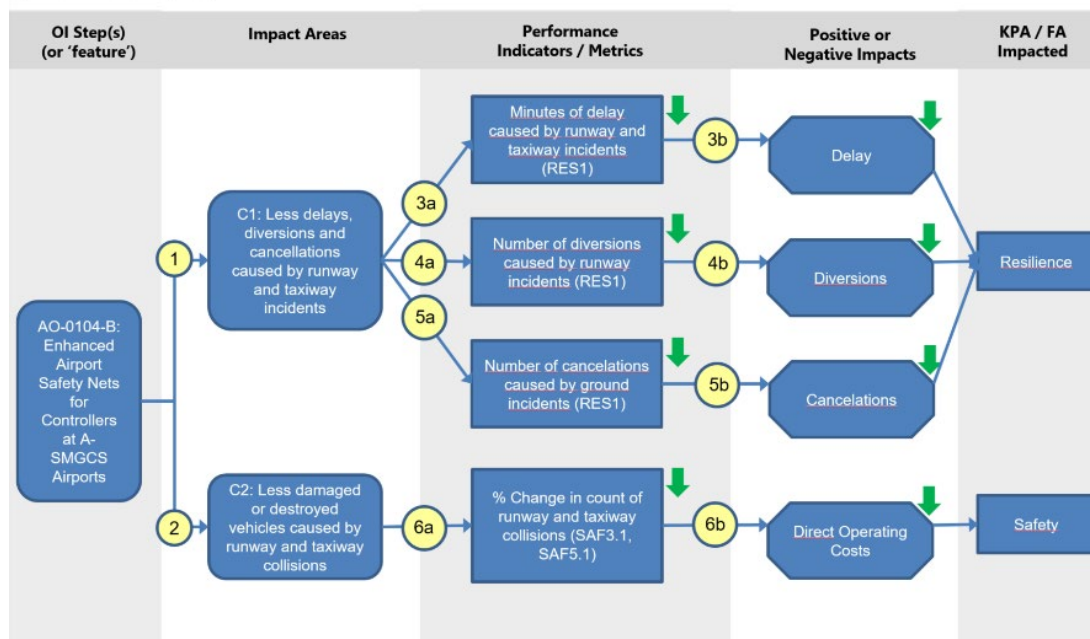 OI Step(s)
(or ‘feature’)
Impact Areas
Performance
Indicators / Metrics
Positive or
Negative Impacts
KPA / FA
Impacted
AO-0104-B:
Enhanced
Airport
Safety Nets
for
Controllers
at A-
SMGCS
Airports
1
2
C1: Less delays,
diversions and
cancellations
caused by runway
and taxiway
incidents
C2: Less damaged
or destroyed
vehicles caused by
runway and taxiway
collisions
3a
4a
5a
6a
Minutes of delay
caused by runway and
taxiway incidents
(RES1)
Number of diversions
caused by runway
incidents (RES1)
Number of cancelations
caused by ground
incidents (RES1)
% Change in count of
runway and taxiway
collisions (SAF3.1,
SAF5.1)
3b
4b
5b
6b
Delay
Diversions
Cancelations
Direct Operating
Costs
Resilience
Safety